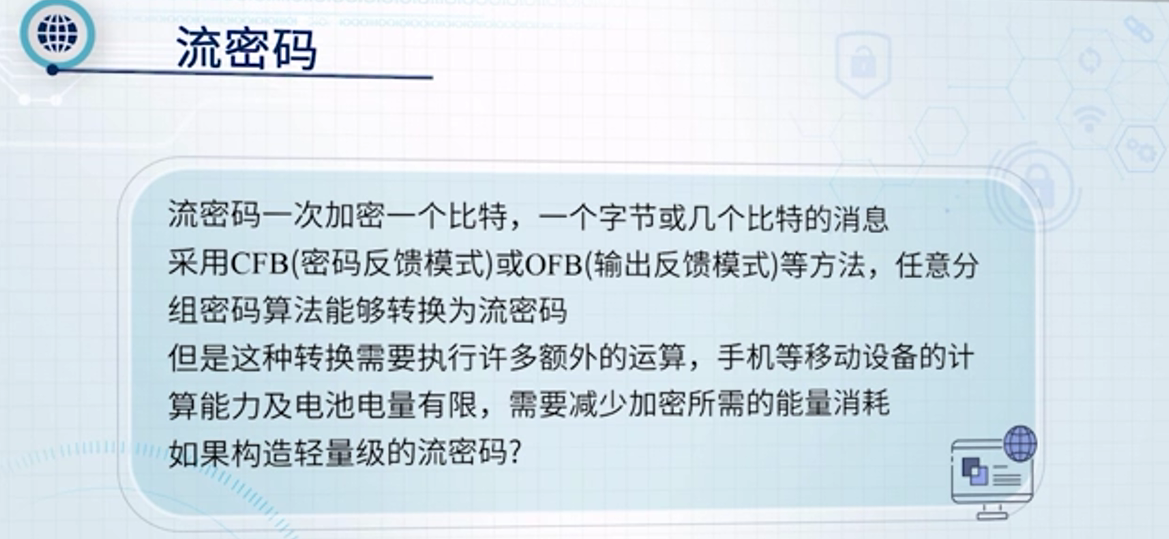 流密码
流密码一次加密一个比特，一个字节或几个比特的消息
采用CFB(密码反馈模式)或OFB(输出反馈模式)等方法，任意分
组密码算法能够转换为流密码
但是这种转换需要执行许多额外的运算，手机等移动设备的计
算能力及电池电量有限，需要减少加密所需的能量消耗
如果构造轻量级的流密码?